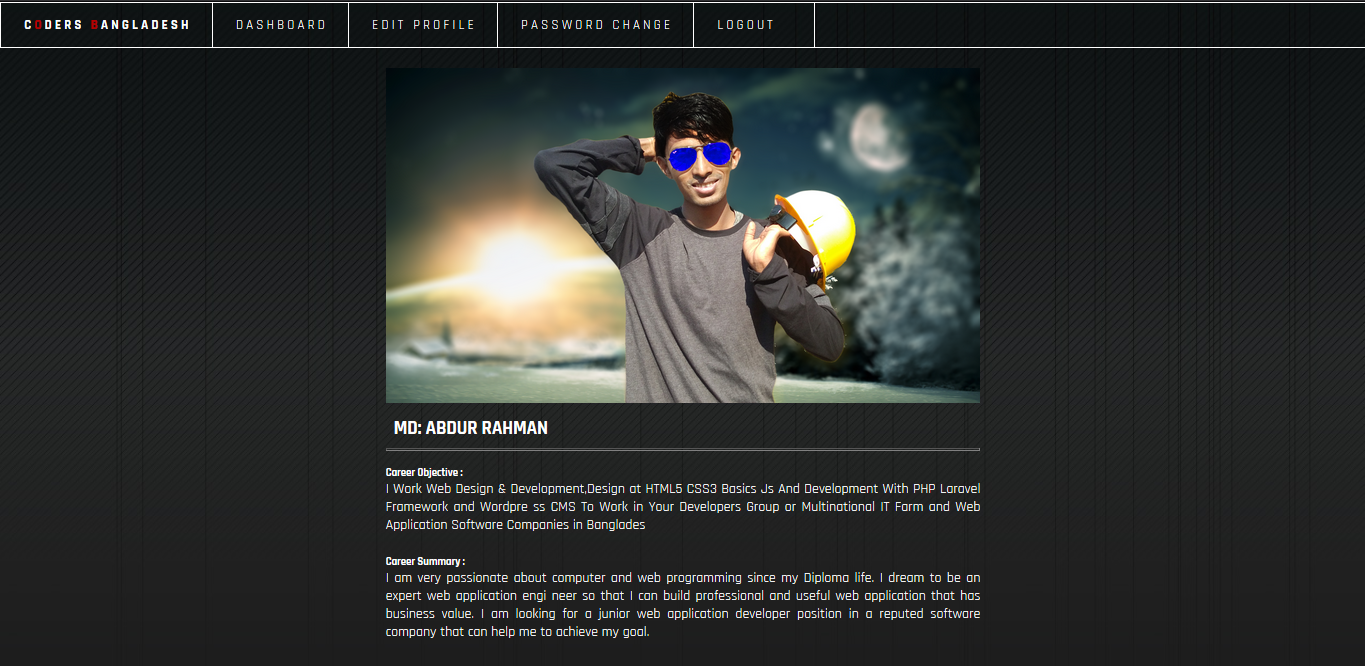 CODERS BANGLADESH DASHBOARD EDIT PROFILE PASSWORD CHANGE LOGOUT
MD: ABDUR RAHMAN
Career Objective :
I Work Web Design & Development,Design at HTML5 CSS3 Basics Js And Development With PHP Laravel
Framework and Wordpre ss CMS To Work in Your Developers Group or Multinational IT Farm and Web
Application Software Companies in Banglades
Career Summary :
I am very passionate about computer and web programming since my Diploma life. I dream to be an
expert web application engi neer so that I can build professional and useful web application that has
business value. I am looking for a junior web application developer position in a reputed software
company that can help me to achieve my goal.